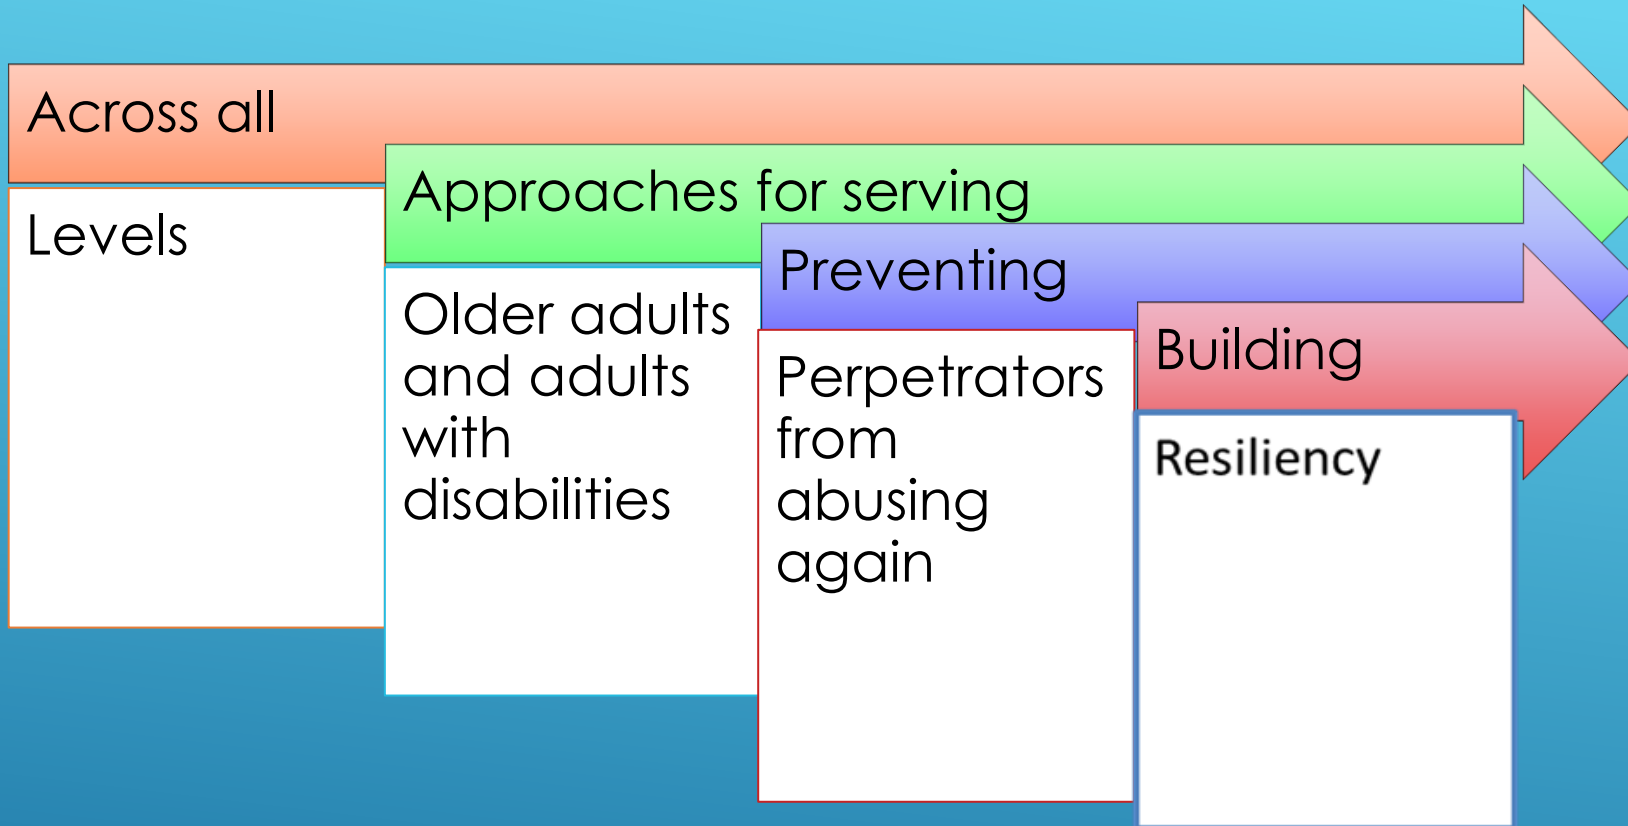 Across all
Levels
Approaches for serving
Older adults
and adults
with
disabilities
Preventing
Perpetrators
from
abusing
again
Building
Resiliency